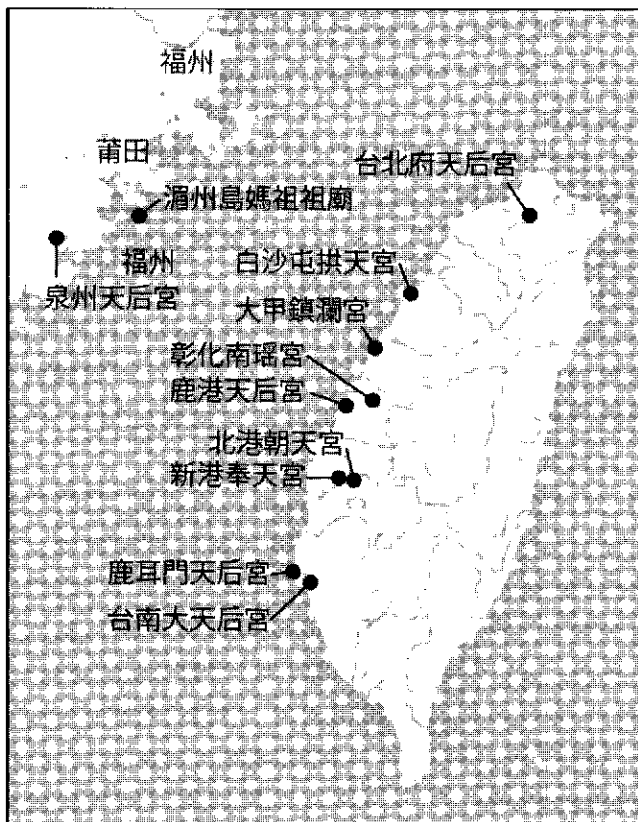 福州
莆田
台北府天后宮
湄州島媽祖祖廟
福州
白沙屯拱天宮
泉州天后宮
大甲鎮瀾宮
彰化南瑶宮
鹿港天后宮
北港朝天宮
新港奉天宮
鹿耳門天后宮
台南大天后宮